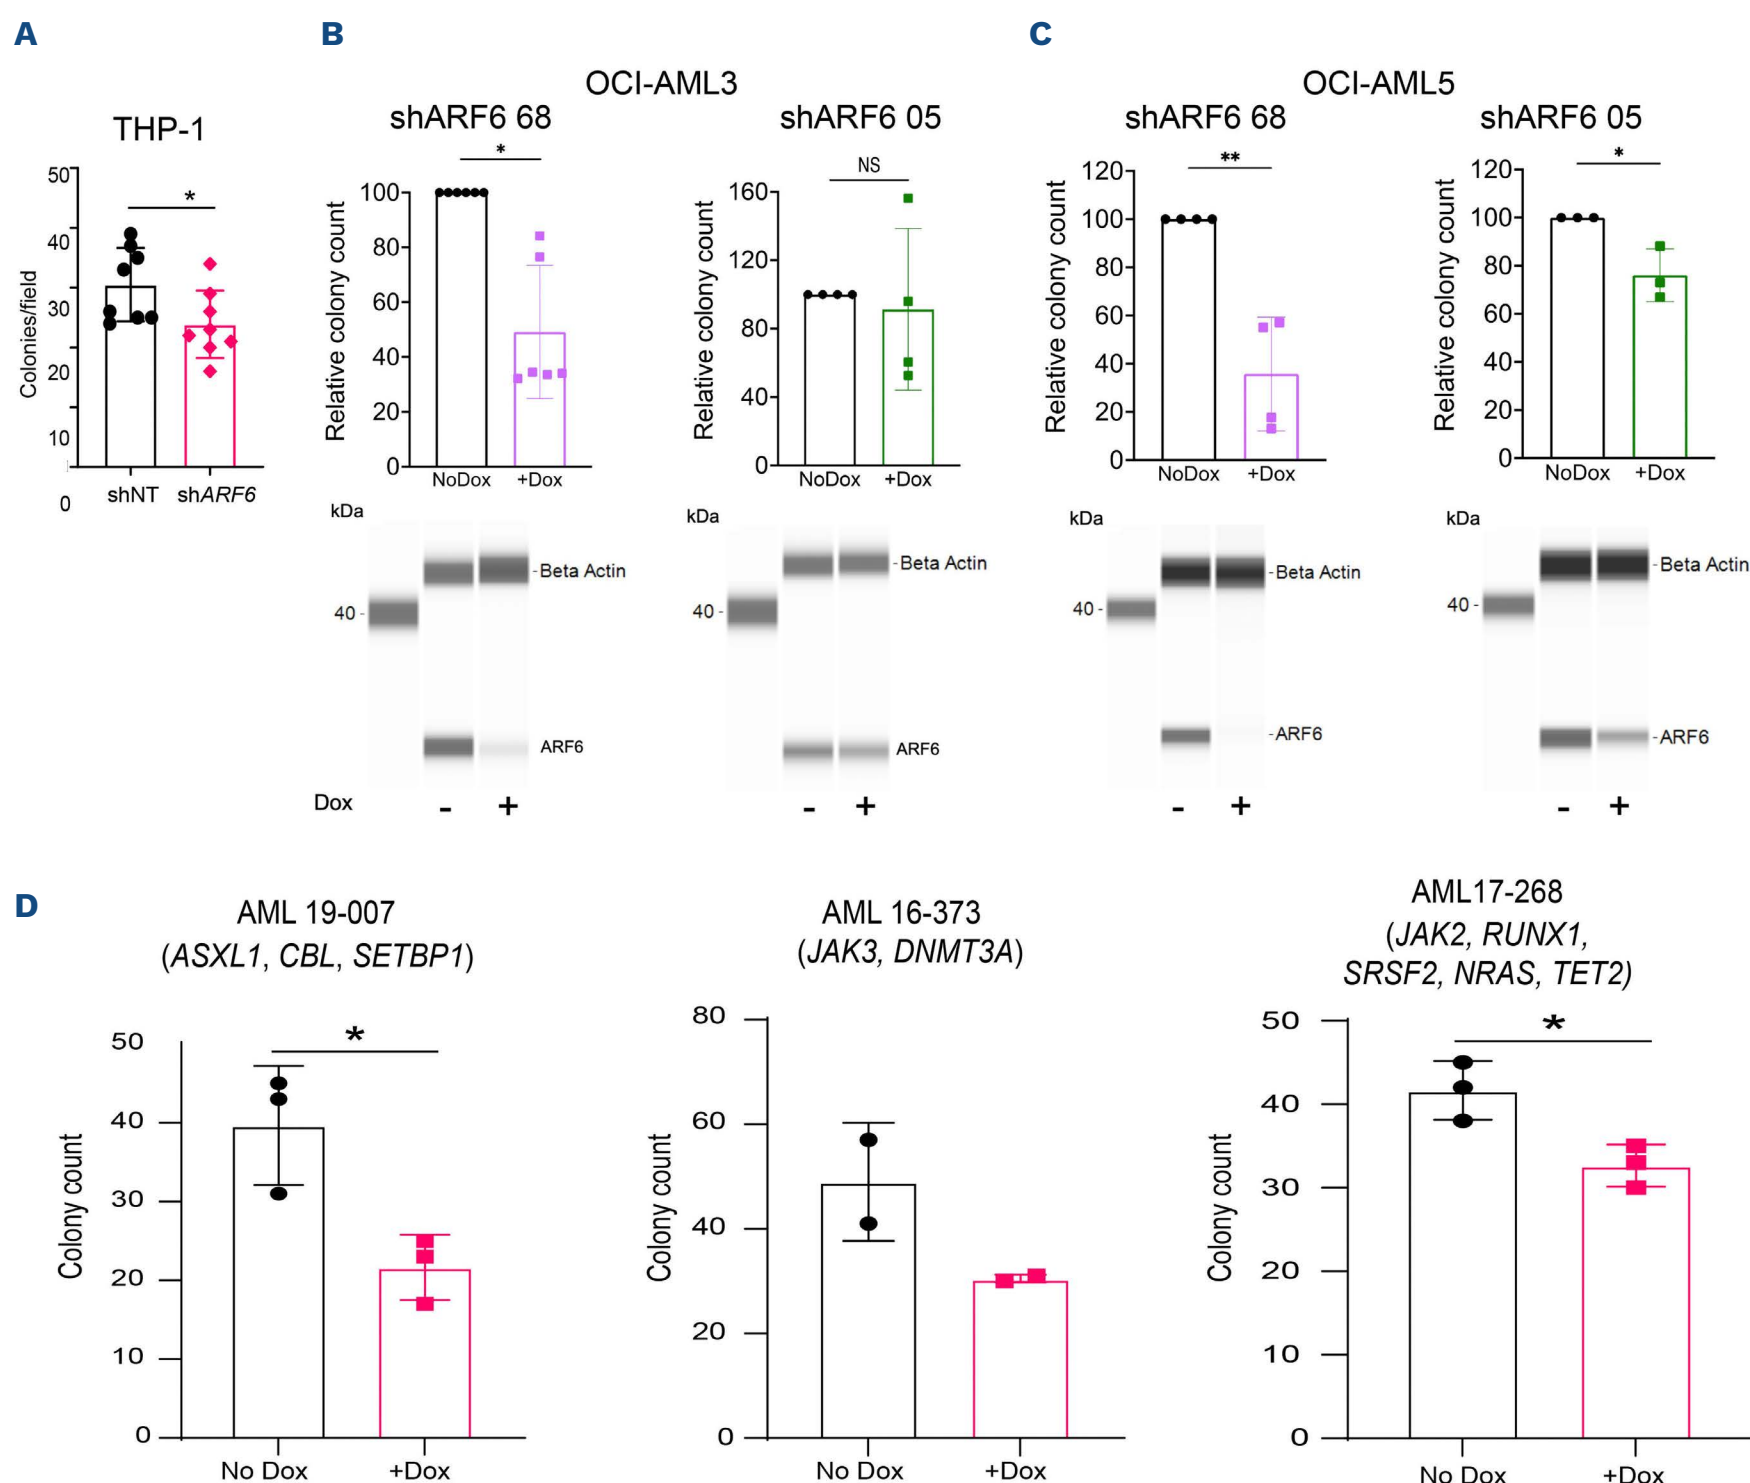 A
THP-1
Colonies/field
50
40
30
20
10
0
*
shNT
shARF6
B
OCI-AML3
shARF6 68
Relative colony count
100
80
60
40
20
0
*
NoDox
+Dox
shARF6 05
Relative colony count
160
120
80
40
0
NS
NoDox
+Dox
kDa
40 -
-Beta Actin
ARF6
Dox
-
+
kDa
40 -
-Beta Actin
ARF6
-
+
C
OCI-AML5
shARF6 68
Relative colony count
120
100
80
60
40
20
0
**
NoDox
+Dox
shARF6 05
Relative colony count
120
100
80
60
40
20
0
*
NoDox
+Dox
kDa
40 -
-Beta Actin
-ARF6
-
+
kDa
40 -
-Beta Actin
-ARF6
-
+
D
AML 19-007
(ASXL1, CBL, SETBP1)
Colony count
50
40
30
20
10
0
*
No Dox
+Dox
AML 16-373
(JAK3, DNMT3A)
Colony count
80
60
40
20
0
No Dox
+Dox
AML17-268
(JAK2, RUNX1,
SRSF2, NRAS, TET2)
Colony count
50
40
30
20
10
0
*
No Dox
+Dox